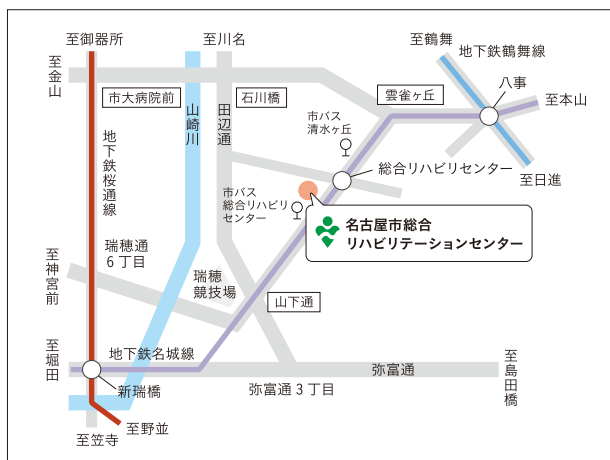 至御器所
至川名
至鶴舞
地下鉄鶴舞線
至金山
市大病院前
石川橋
雲雀ヶ丘
八事
至本山
山崎川
田辺通
市バス
清水ヶ丘
地下鉄桜通線
総合リハビリセンター
至日進
市バス
総合リハビリ
センター
名古屋市総合
リハビリテーションセンター
瑞穂通
6丁目
至神宮前
瑞穂
競技場
山下通
地下鉄名城線
至堀田
弥富通
至島田橋
新瑞橋
弥富通3丁目
至野並
至笠寺